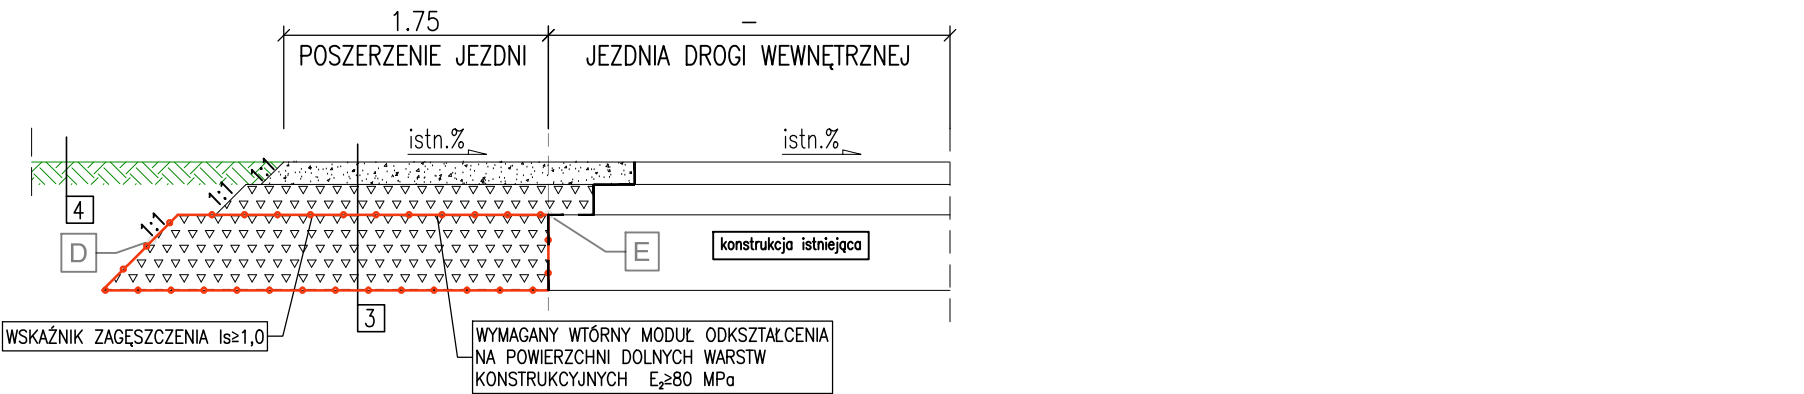 1.75
–
POSZERZENIE JEZDNI
JEZDNIA DROGI WEWNĘTRZNEJ
istn.%
istn.%
1:1
1:1
1:1
4
D
E
konstrukcja istniejąca
3
WSKAŹNIK ZAGĘSZCZENIA Is≥1,0
WYMAGANY WTÓRNY MODUŁ ODKSZTAŁCENIA
NA POWIERZCHNI DOLNYCH WARSTW
KONSTRUKCYJNYCH E₂≥80 MPa